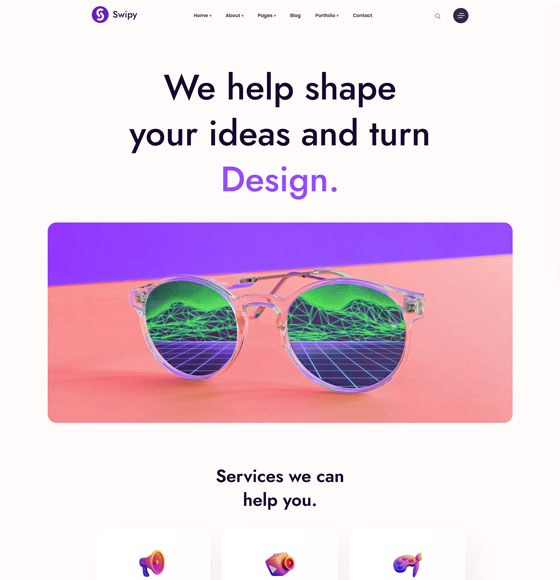 Swipy
Home + About + Pages + Blog Portfolio + Contact
We help shape
your ideas and turn
Design.
Services we can
help you.